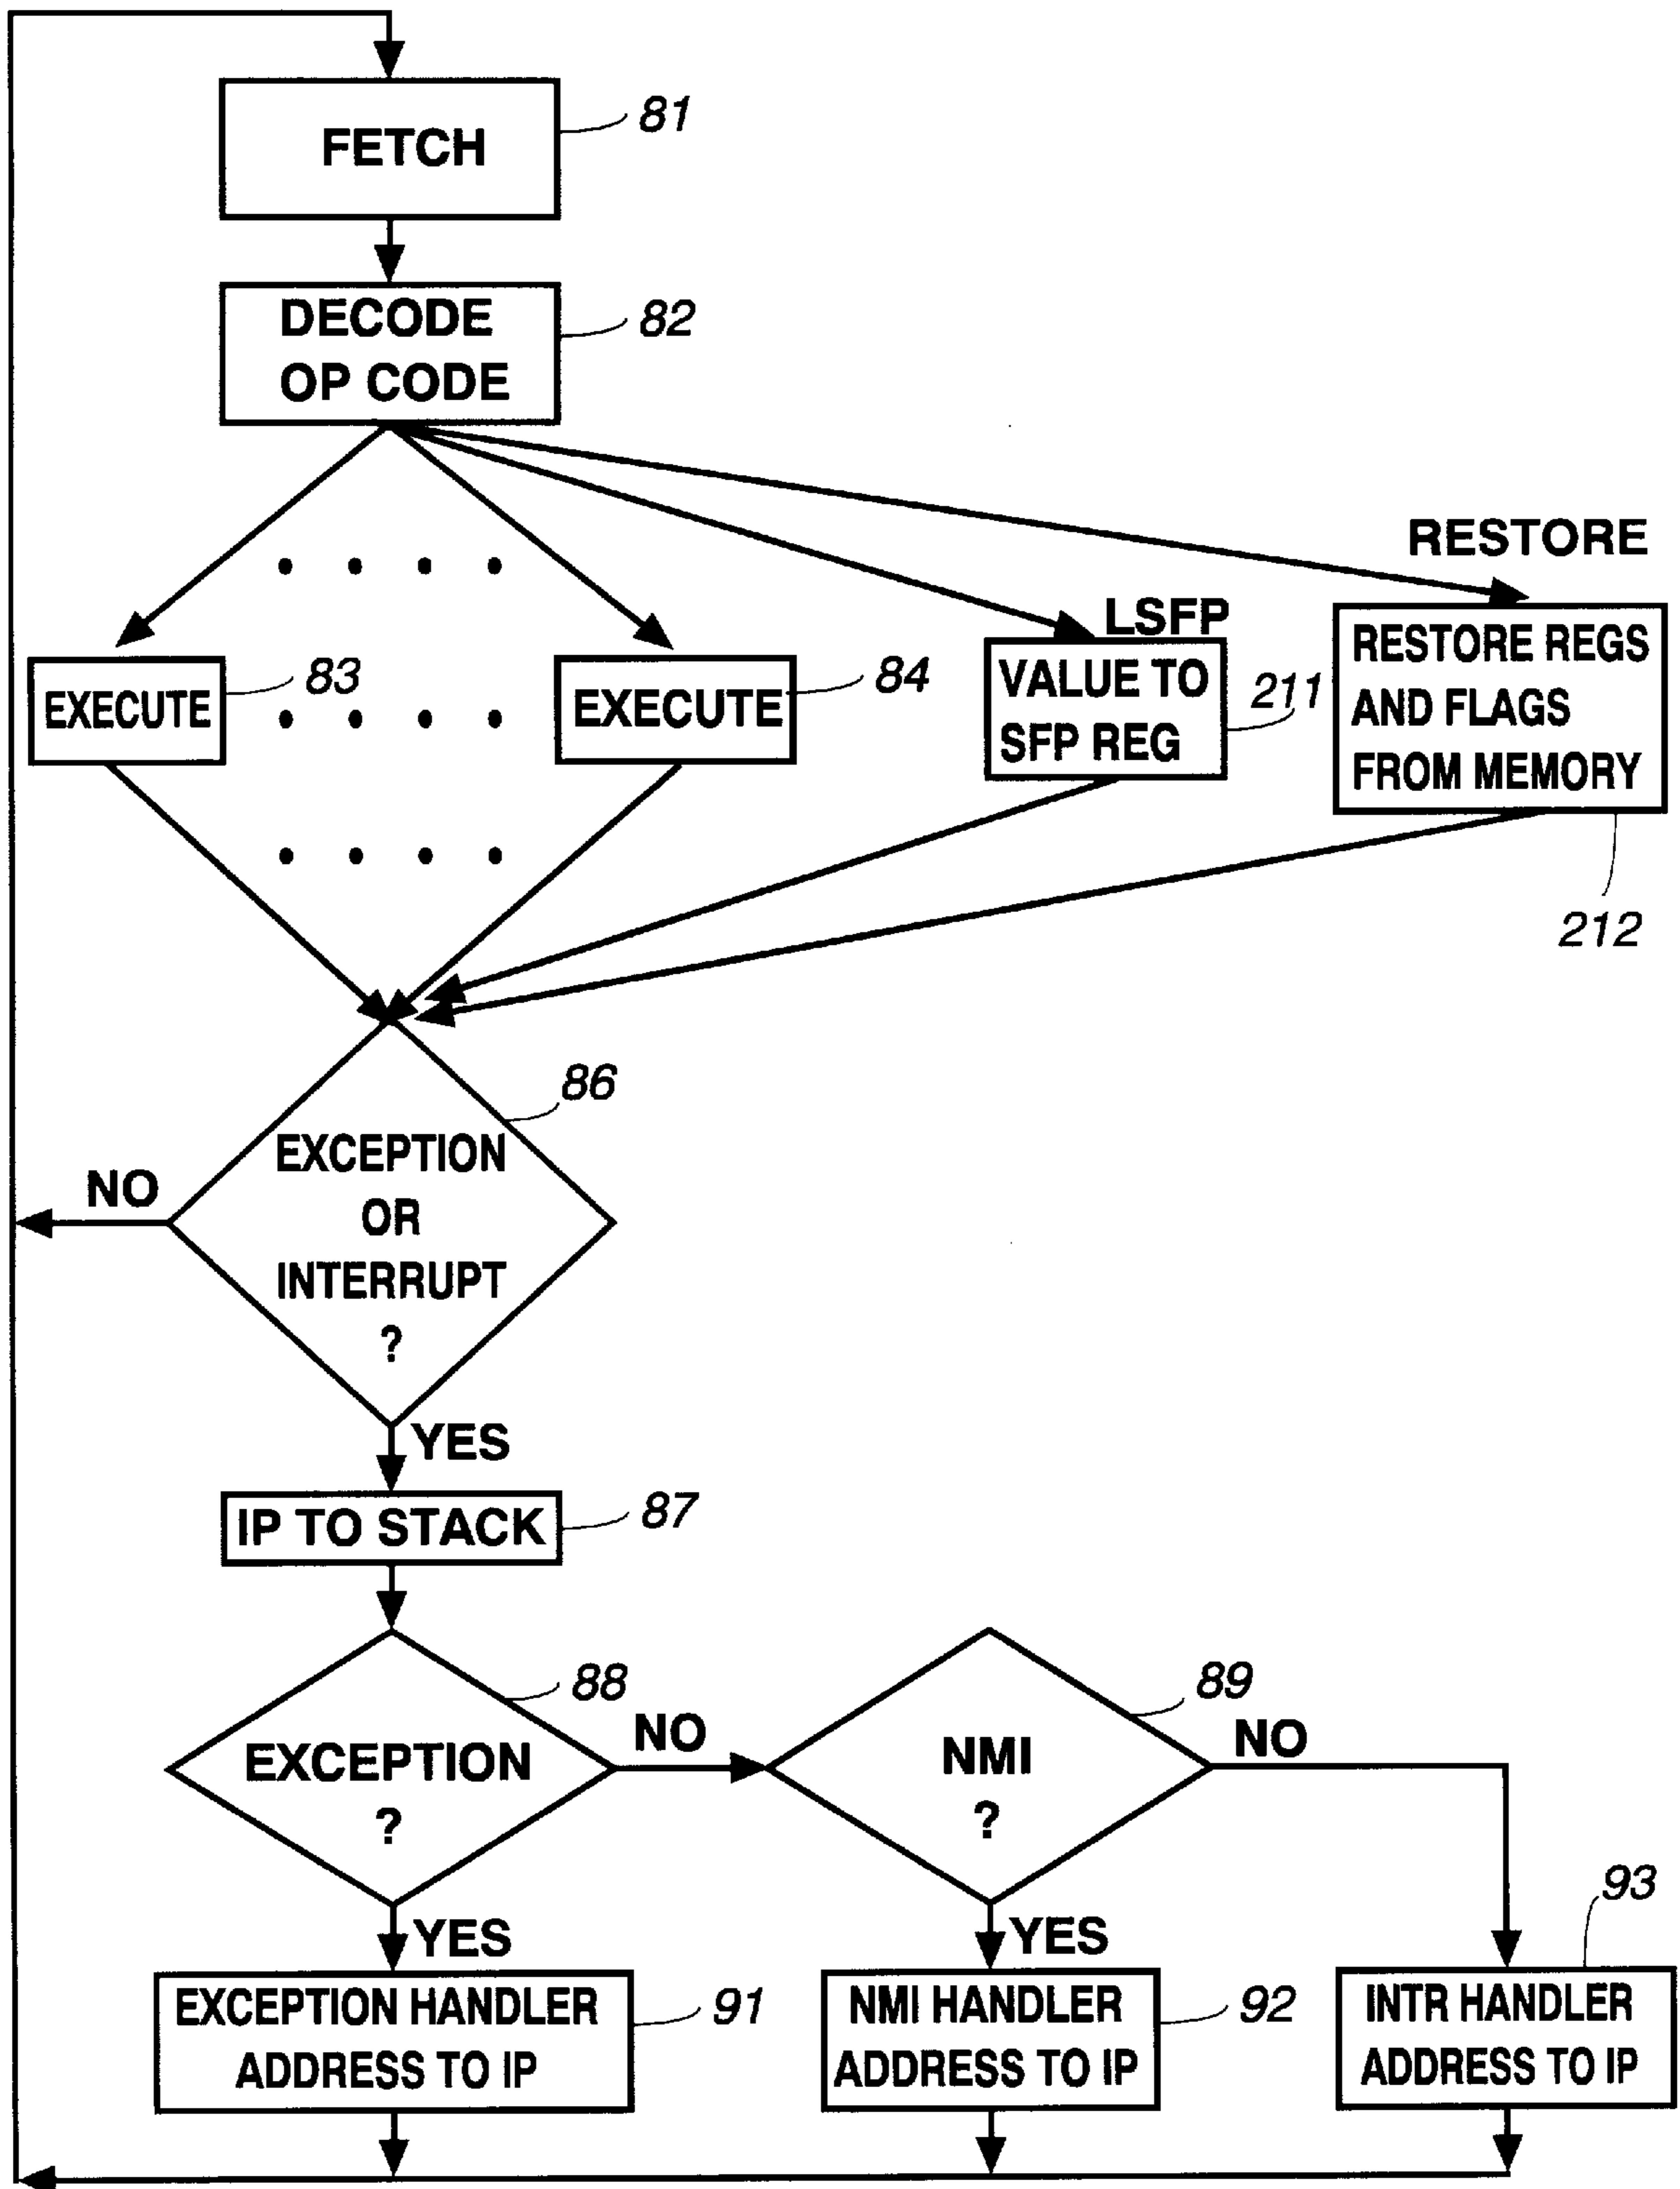 FETCH
81
DECODE
OP CODE
82
RESTORE
LSFP
EXECUTE
83
EXECUTE
84
VALUE TO
SFP REG
211
RESTORE REGS
AND FLAGS
FROM MEMORY
212
86
EXCEPTION
OR
INTERRUPT
?
NO
YES
IP TO STACK
87
EXCEPTION
?
88
NO
NMI
?
89
NO
YES
YES
93
EXCEPTION HANDLER
ADDRESS TO IP
91
NMI HANDLER
ADDRESS TO IP
92
INTR HANDLER
ADDRESS TO IP